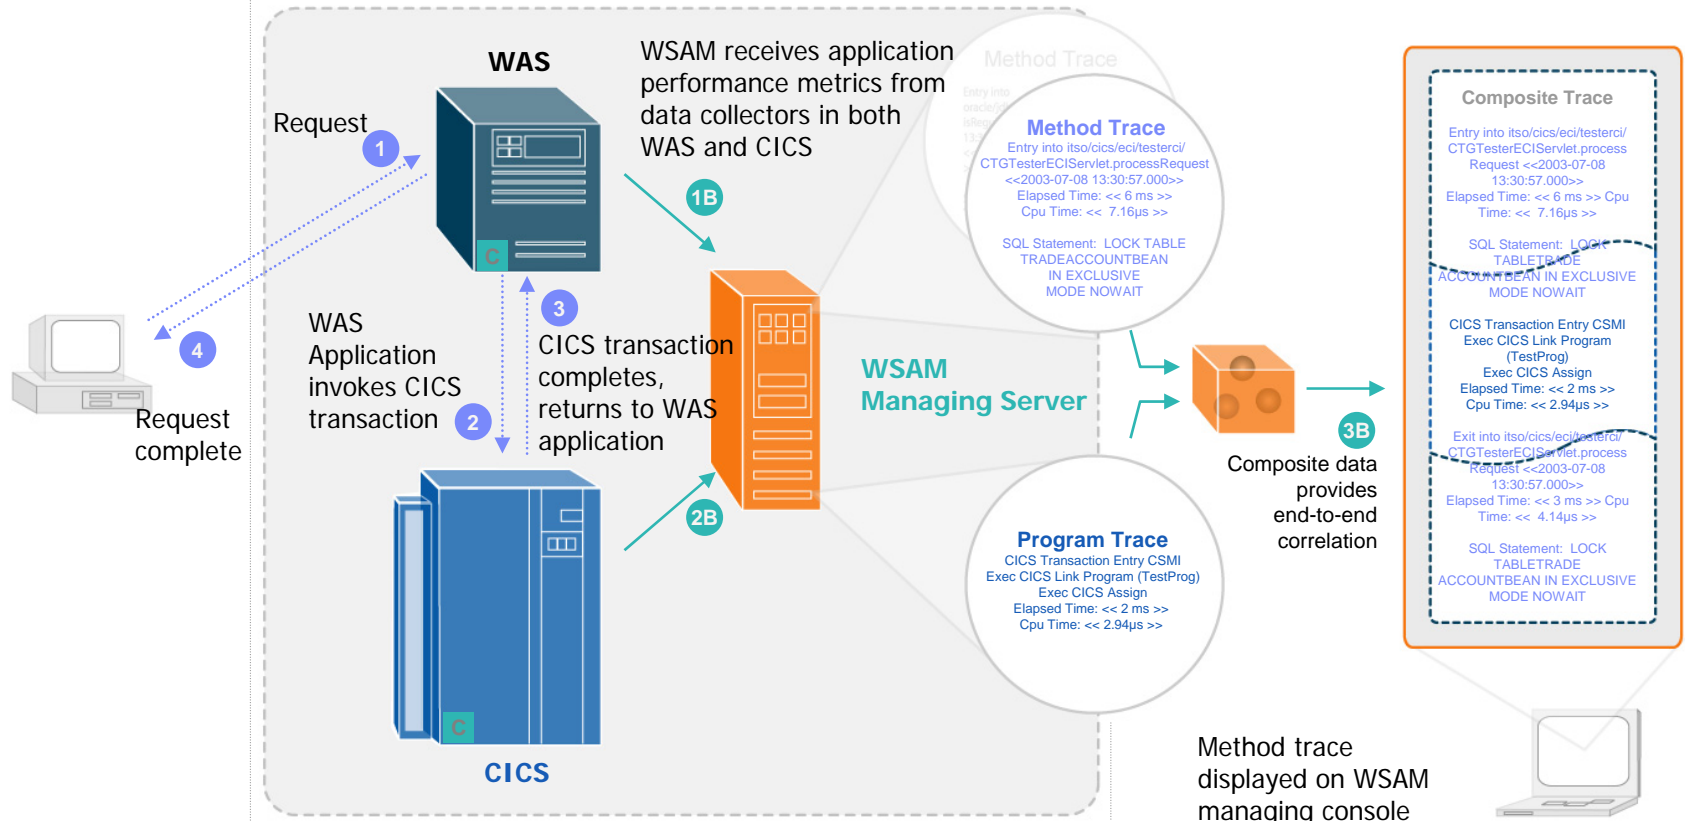 WAS
Request
1
WSAM receives application
performance metrics from
data collectors in both
WAS and CICS
1B
C
4
Request
complete
WAS
Application
invokes CICS
transaction
2
3
CICS transaction
completes,
returns to WAS
application
2B
C
CICS
WSAM
Managing Server
Method Trace
Entry into
Method Trace
Entry into itso/cics/eci/testerci/
CTGTesterECIServlet.processRequest
<<2003-07-08 13:30:57.000>>
Elapsed Time: << 6 ms >>
Cpu Time: <<  7.16µs >>
SQL Statement:  LOCK TABLE
TRADEACCOUNTBEAN
IN EXCLUSIVE
MODE NOWAIT
Program Trace
CICS Transaction Entry CSMI
Exec CICS Link Program (TestProg)
Exec CICS Assign
Elapsed Time: << 2 ms >>
Cpu Time: << 2.94µs >>
3B
Composite data
provides
end-to-end
correlation
Composite Trace
Entry into itso/cics/eci/testerci/
CTGTesterECIServlet.process
Request <<2003-07-08
13:30:57.000>>
Elapsed Time: << 6 ms >> Cpu
Time: <<  7.16µs >>
SQL Statement:  LOCK
TABLETRADE
ACCOUNTBEAN IN EXCLUSIVE
MODE NOWAIT
CICS Transaction Entry CSMI
Exec CICS Link Program
(TestProg)
Exec CICS Assign
Elapsed Time: << 2 ms >>
Cpu Time: << 2.94µs >>
Exit into itso/cics/eci/testerci/
CTGTesterECIServlet.process
Request <<2003-07-08
13:30:57.000>>
Elapsed Time: << 3 ms >> Cpu
Time: <<  4.14µs >>
SQL Statement:  LOCK
TABLETRADE
ACCOUNTBEAN IN EXCLUSIVE
MODE NOWAIT
Method trace
displayed on WSAM
managing console